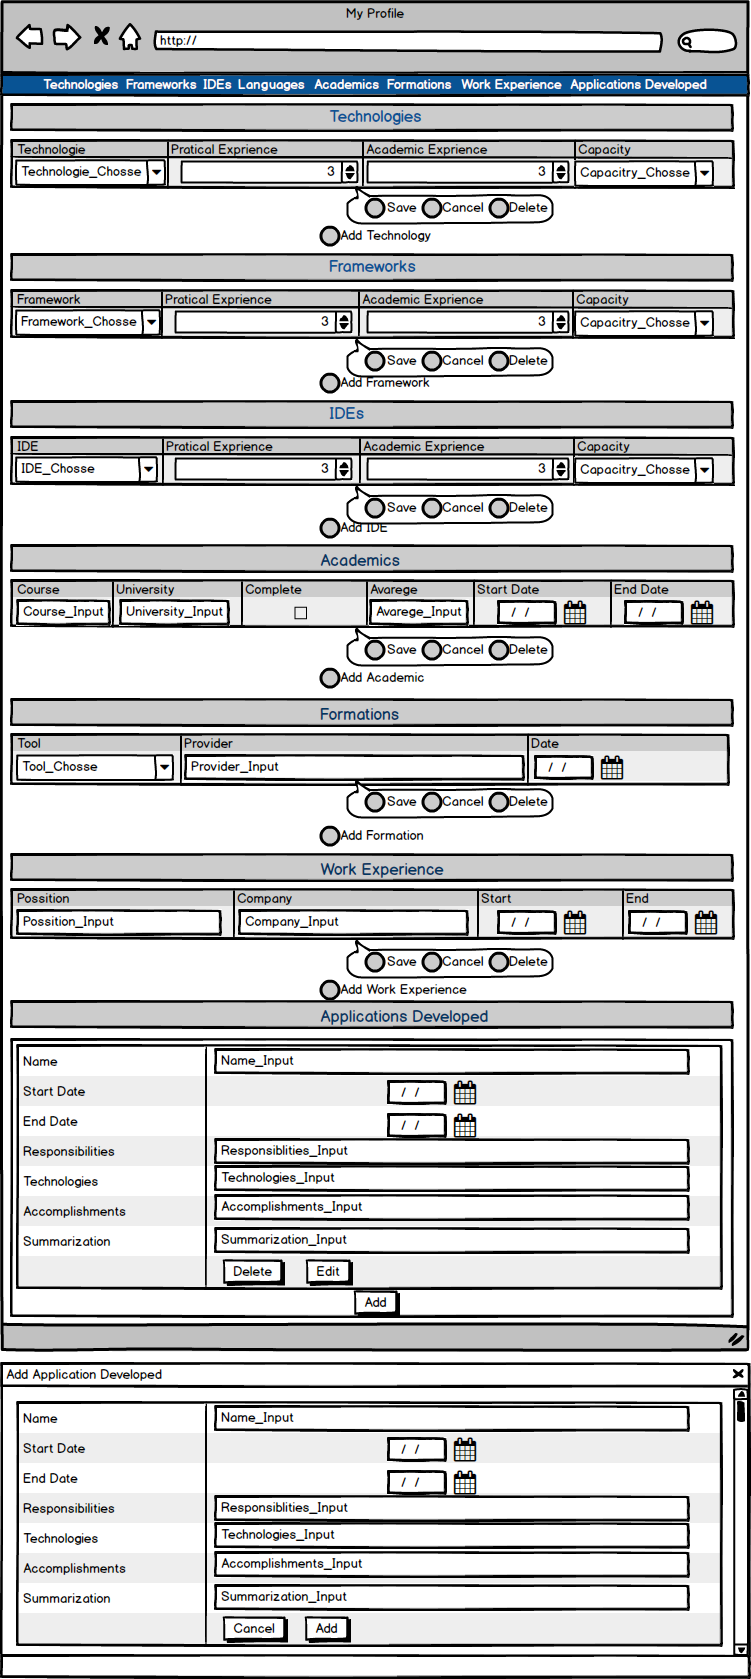 My Profile
http://
Technologies Frameworks IDEs Languages Academics Formations Work Experience Applications Developed
Technologies
Technologie Pratical Exprience Academic Exprience Capacity
Technologie_Chosse 3 3 Capacitry_Chosse
Save Cancel Delete
Add Technology
Frameworks
Framework Pratical Exprience Academic Exprience Capacity
Framework_Chosse 3 3 Capacitry_Chosse
Save Cancel Delete
Add Framework
IDEs
IDE Pratical Exprience Academic Exprience Capacity
IDE_Chosse 3 3 Capacitry_Chosse
Save Cancel Delete
Add IDE
Academics
Course University Complete Avarege Start Date End Date
Course_Input University_Input Avarege_Input / / / /
Save Cancel Delete
Add Academic
Formations
Tool Provider Date
Tool_Chosse Provider_Input / /
Save Cancel Delete
Add Formation
Work Experience
Possition Company Start End
Possition_Input Company_Input / / / /
Save Cancel Delete
Add Work Experience
Applications Developed
Name Name_Input
Start Date / /
End Date / /
Responsibilities Responsiblities_Input
Technologies Technologies_Input
Accomplishments Accomplishments_Input
Summarization Summarization_Input
Delete Edit
Add
Add Application Developed
Name Name_Input
Start Date / /
End Date / /
Responsibilities Responsiblities_Input
Technologies Technologies_Input
Accomplishments Accomplishments_Input
Summarization Summarization_Input
Cancel Add